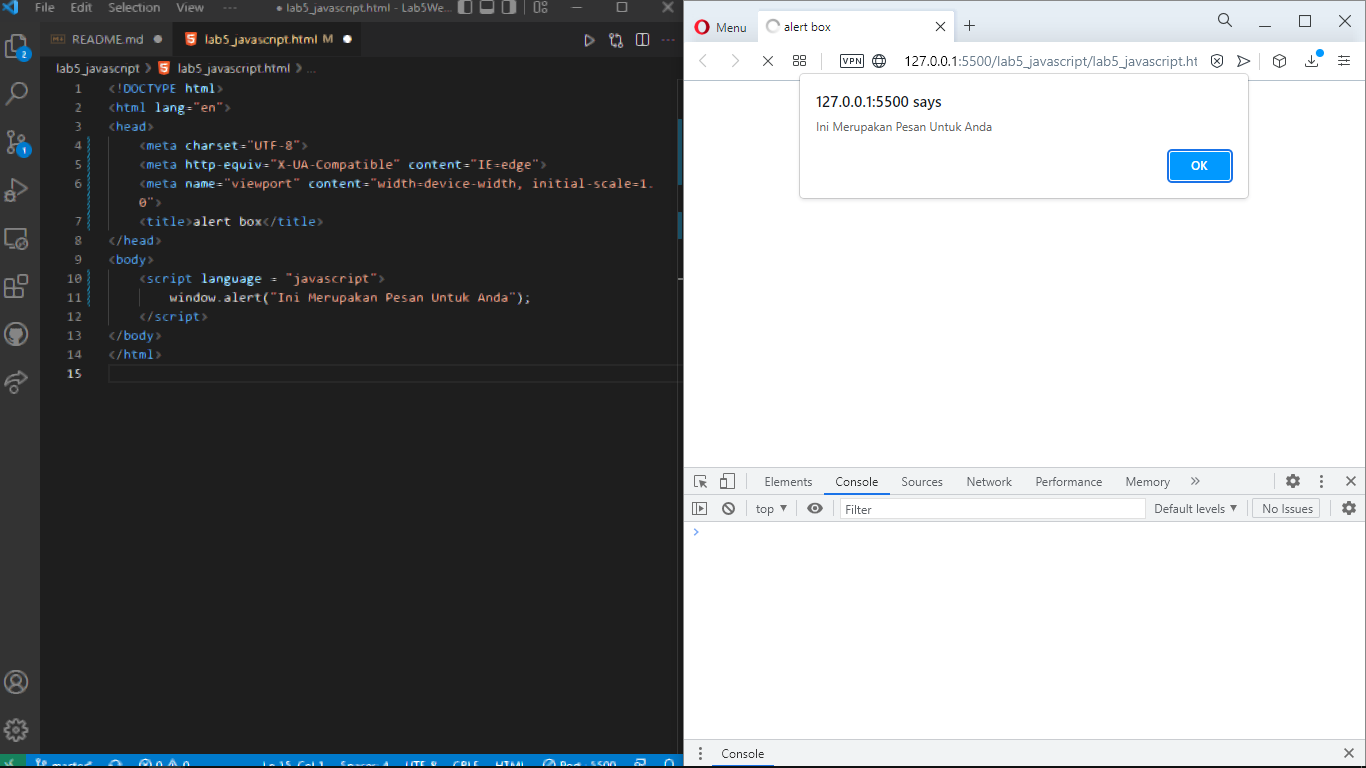 File Edit Selection View ··· ● lab5_javascript.html - Lab5We...
README.md ● lab5_javascript.html M ●
lab5_javascript > lab5_javascript.html > ...
1 <!DOCTYPE html>
2 <html lang="en">
3 <head>
4 <meta charset="UTF-8">
5 <meta http-equiv="X-UA-Compatible" content="IE=edge">
6 <meta name="viewport" content="width=device-width, initial-scale=1.
0">
7 <title>alert box</title>
8 </head>
9 <body>
10 <script language = "javascript">
11 window.alert("Ini Merupakan Pesan Untuk Anda");
12 </script>
13 </body>
14 </html>
15
2
1
master* 0 0 Ln 15, Col 1 Spaces: 4 UTF-8 CRLF HTML Port : 5500
Menu alert box
VPN 127.0.0.1:5500/lab5_javascript/lab5_javascript.ht
127.0.0.1:5500 says
Ini Merupakan Pesan Untuk Anda
OK
Elements Console Sources Network Performance Memory »
top ▼ Filter Default levels ▼ No Issues
>
Console